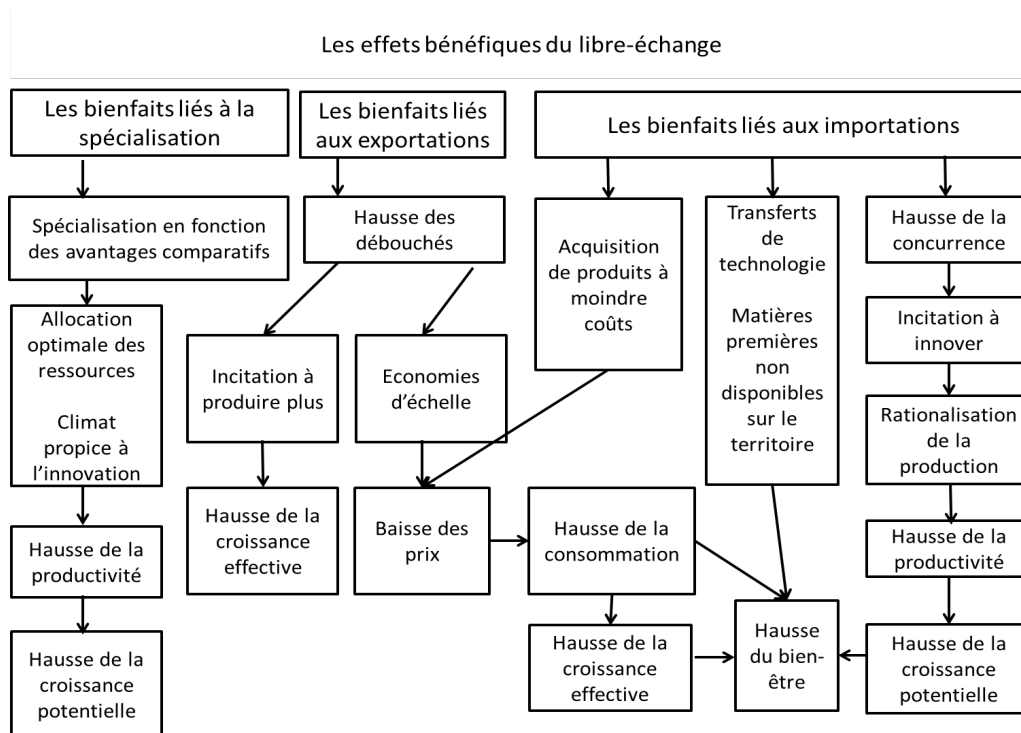 Les effets bénéfiques du libre-échange
Les bienfaits liés à la
spécialisation
Les bienfaits liés
aux exportations
Les bienfaits liés aux importations
Spécialisation en fonction
des avantages comparatifs
Hausse des
débouchés
Acquisition
de produits à
moindre
coûts
Transferts
de
technologie
Matières
premières
non
disponibles
sur le
territoire
Hausse de la
concurrence
Allocation
optimale des
ressources
Climat
propice à
l’innovation
Incitation à
produire plus
Economies
d’échelle
Incitation à
innover
Rationalisation
de la
production
Hausse de la
croissance
effective
Baisse des
prix
Hausse de la
consommation
Hausse de la
productivité
Hausse de la
productivité
Hausse de la
croissance
potentielle
Hausse de la
croissance
effective
Hausse
du bien-
être
Hausse de la
croissance
potentielle